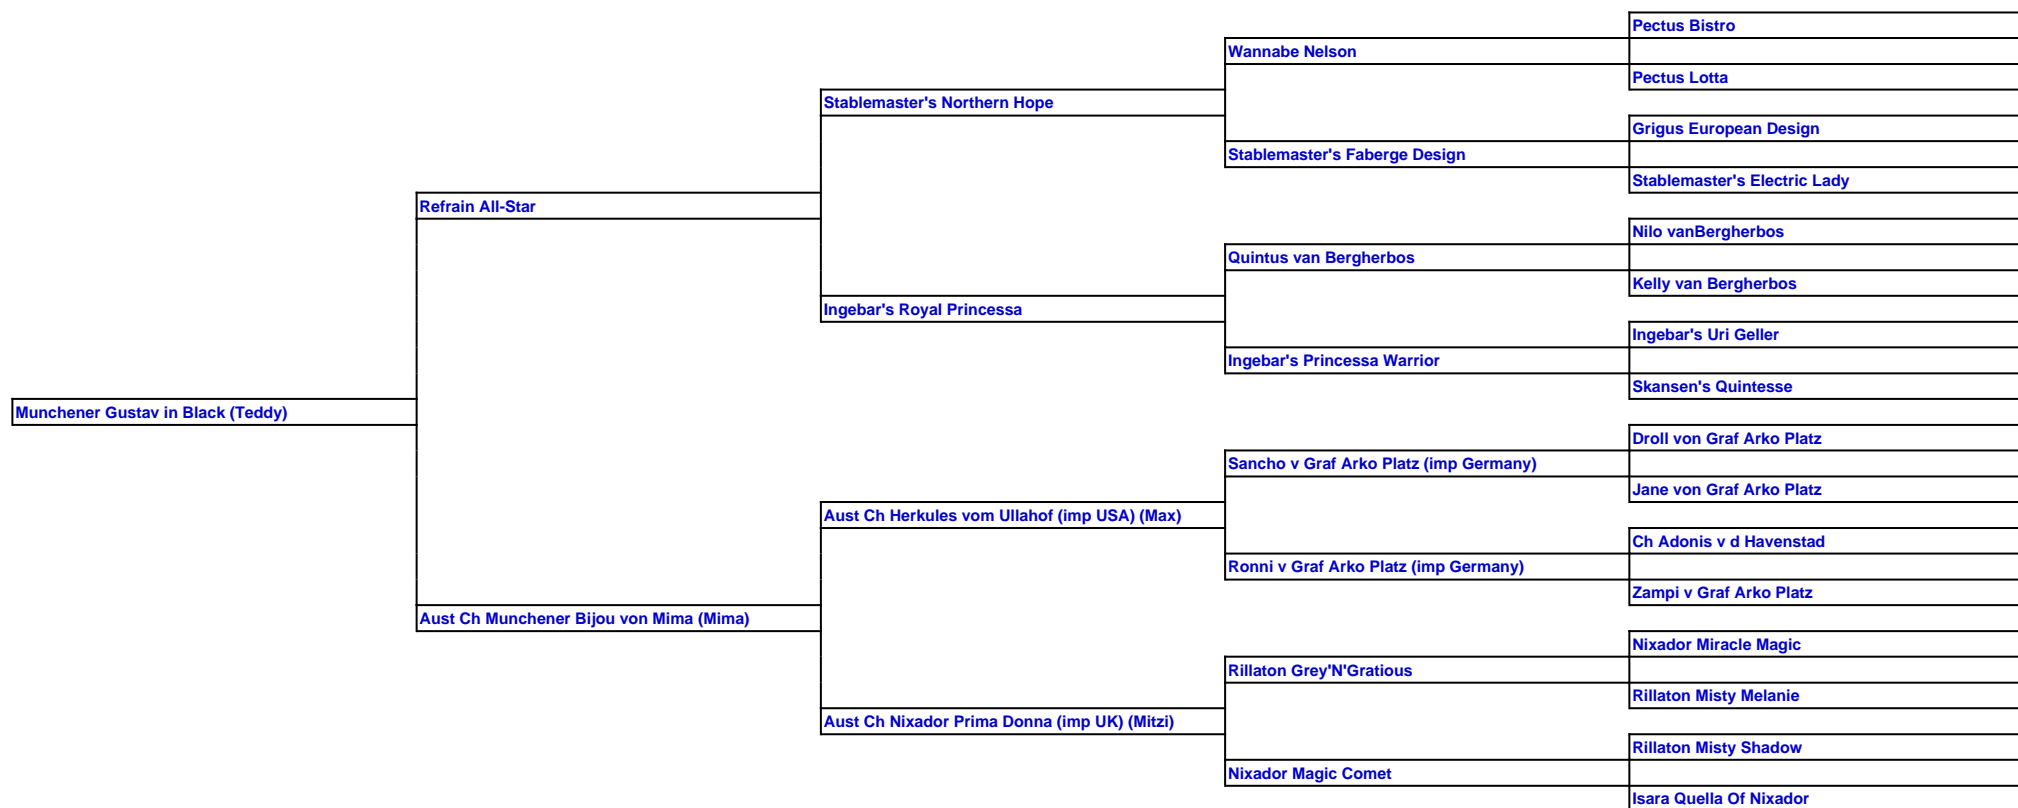 Pectus Bistro
Wannabe Nelson
Pectus Lotta
Stablemaster's Northern Hope
Grigus European Design
Stablemaster's Faberge Design
Stablemaster's Electric Lady
Refrain All-Star
Nilo vanBergherbos
Quintus van Bergherbos
Kelly van Bergherbos
Ingebar's Royal Princessa
Ingebar's Uri Geller
Ingebar's Princessa Warrior
Skansen's Quintesse
Munchener Gustav in Black (Teddy)
Droll von Graf Arko Platz
Sancho v Graf Arko Platz (imp Germany)
Jane von Graf Arko Platz
Aust Ch Herkules vom Ullahof (imp USA) (Max)
Ch Adonis v d Havenstad
Ronni v Graf Arko Platz (imp Germany)
Zampi v Graf Arko Platz
Aust Ch Munchener Bijou von Mima (Mima)
Nixador Miracle Magic
Rillaton Grey'N'Gratious
Rillaton Misty Melanie
Aust Ch Nixador Prima Donna (imp UK) (Mitzi)
Rillaton Misty Shadow
Nixador Magic Comet
Isara Quella Of Nixador